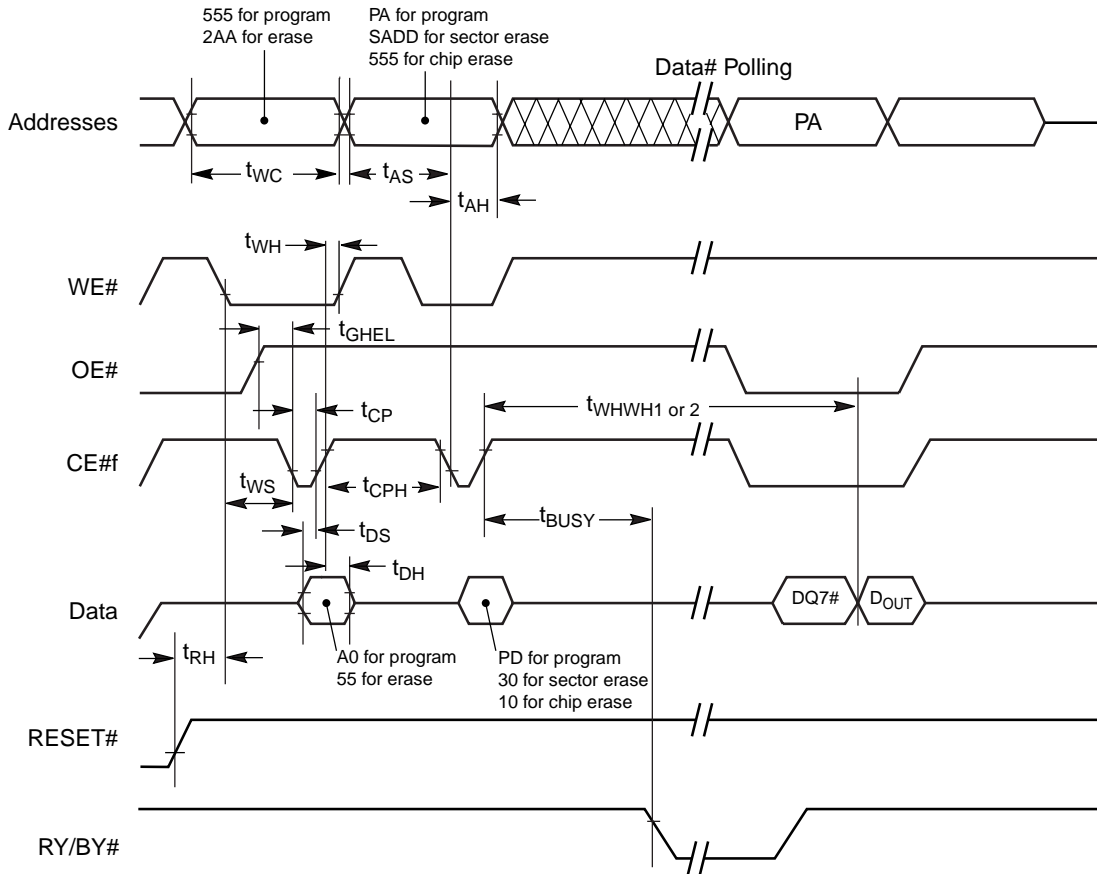 555 for program
2AA for erase
PA for program
SADD for sector erase
555 for chip erase
Data# Polling
Addresses
PA
tWC
tAS
tAH
tWH
WE#
tGHEL
OE#
tWHWH1 or 2
tCP
CE#f
tWS
tCPH
tBUSY
tDS
tDH
Data
DQ7#
DOUT
tRH
A0 for program
55 for erase
PD for program
30 for sector erase
10 for chip erase
RESET#
RY/BY#